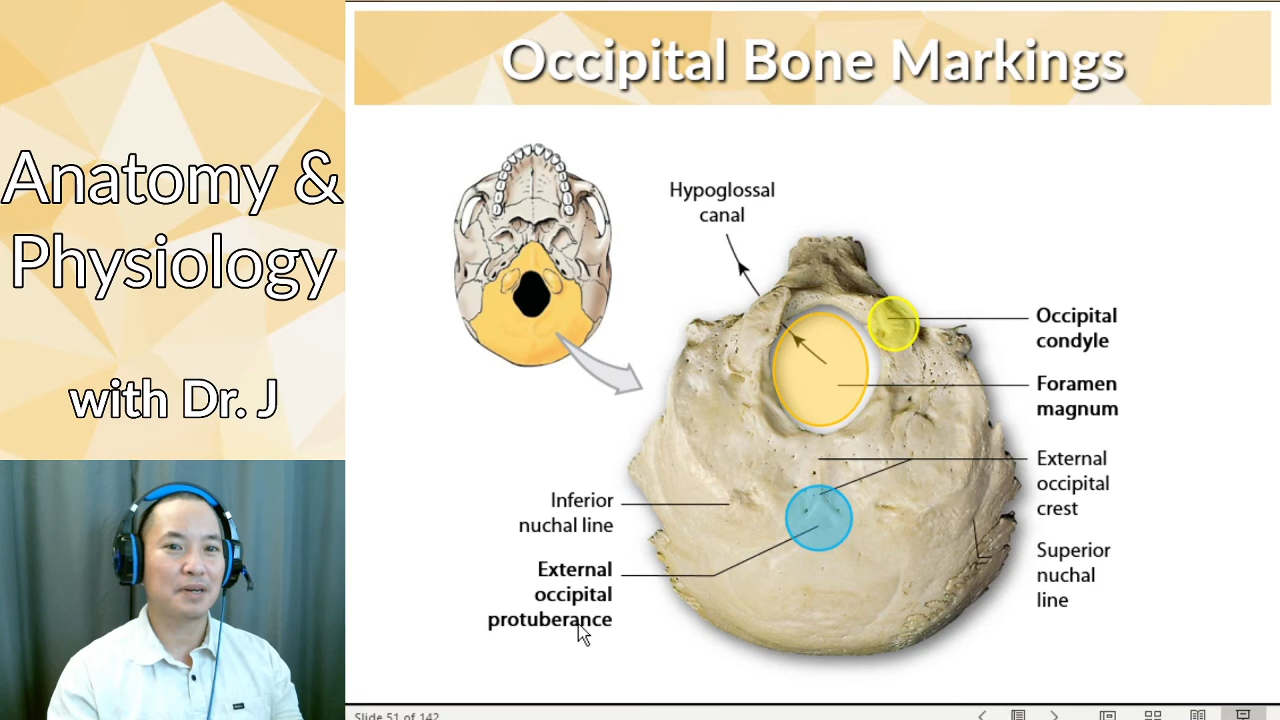 Anatomy &
Physiology
with Dr. J
Occipital Bone Markings
Hypoglossal
canal
Occipital
condyle
Foramen
magnum
External
occipital
crest
Superior
nuchal
line
Inferior
nuchal line
External
occipital
protuberance
Slide 51 of 142